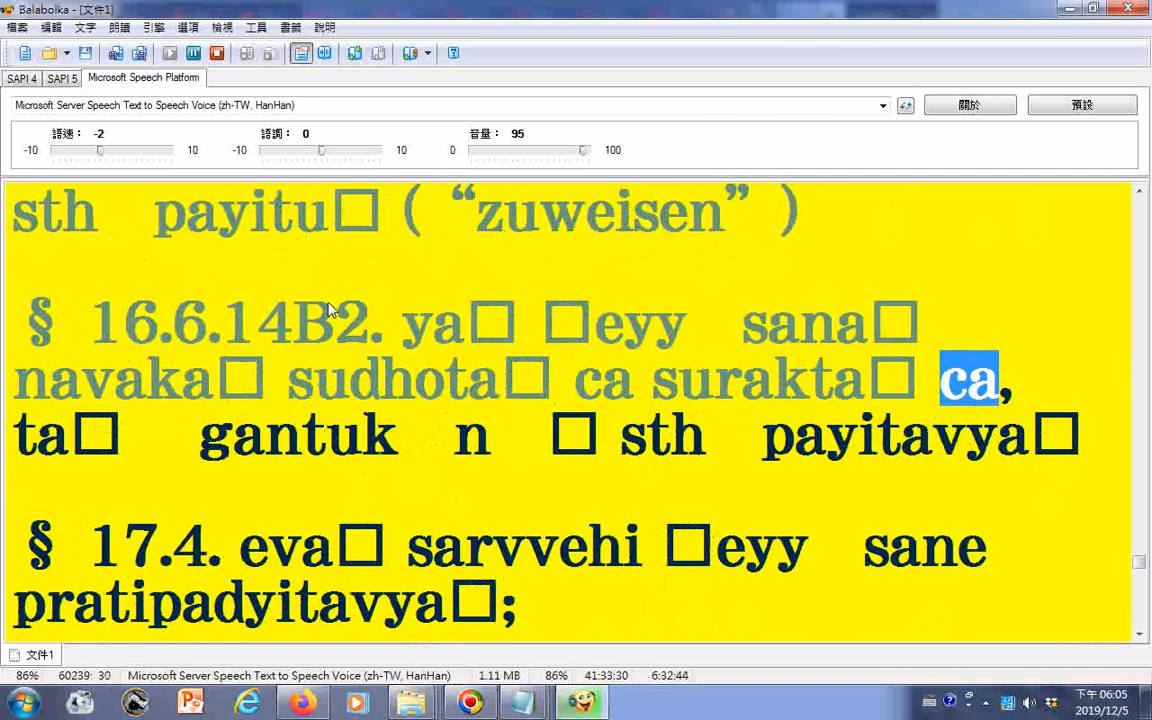 Balabolka - [文件1]
檔案 編輯 文字 朗讀 引擎 選項 檢視 工具 書籤 說明
SAPI 4 SAPI 5 Microsoft Speech Platform
Microsoft Server Speech Text to Speech Voice (zh-TW, HanHan) 關於 預設
語速： -2 語調： 0 音量： 95
-10 10 -10 10 0 100
sth payitu□ (“zuweisen”)
§ 16.6.14B2. ya□ □eyy sana□
navaka□ sudhota□ ca surakta□ ca,
ta□ gantuk n □ sth payitavya□
§ 17.4. eva□ sarvvehi □eyy sane
pratipadyitavya□;
文件1
86% 60239: 30 Microsoft Server Speech Text to Speech Voice (zh-TW, HanHan) 1.11 MB 86% 41:33:30 6:32:44
下午 06:05
2019/12/5